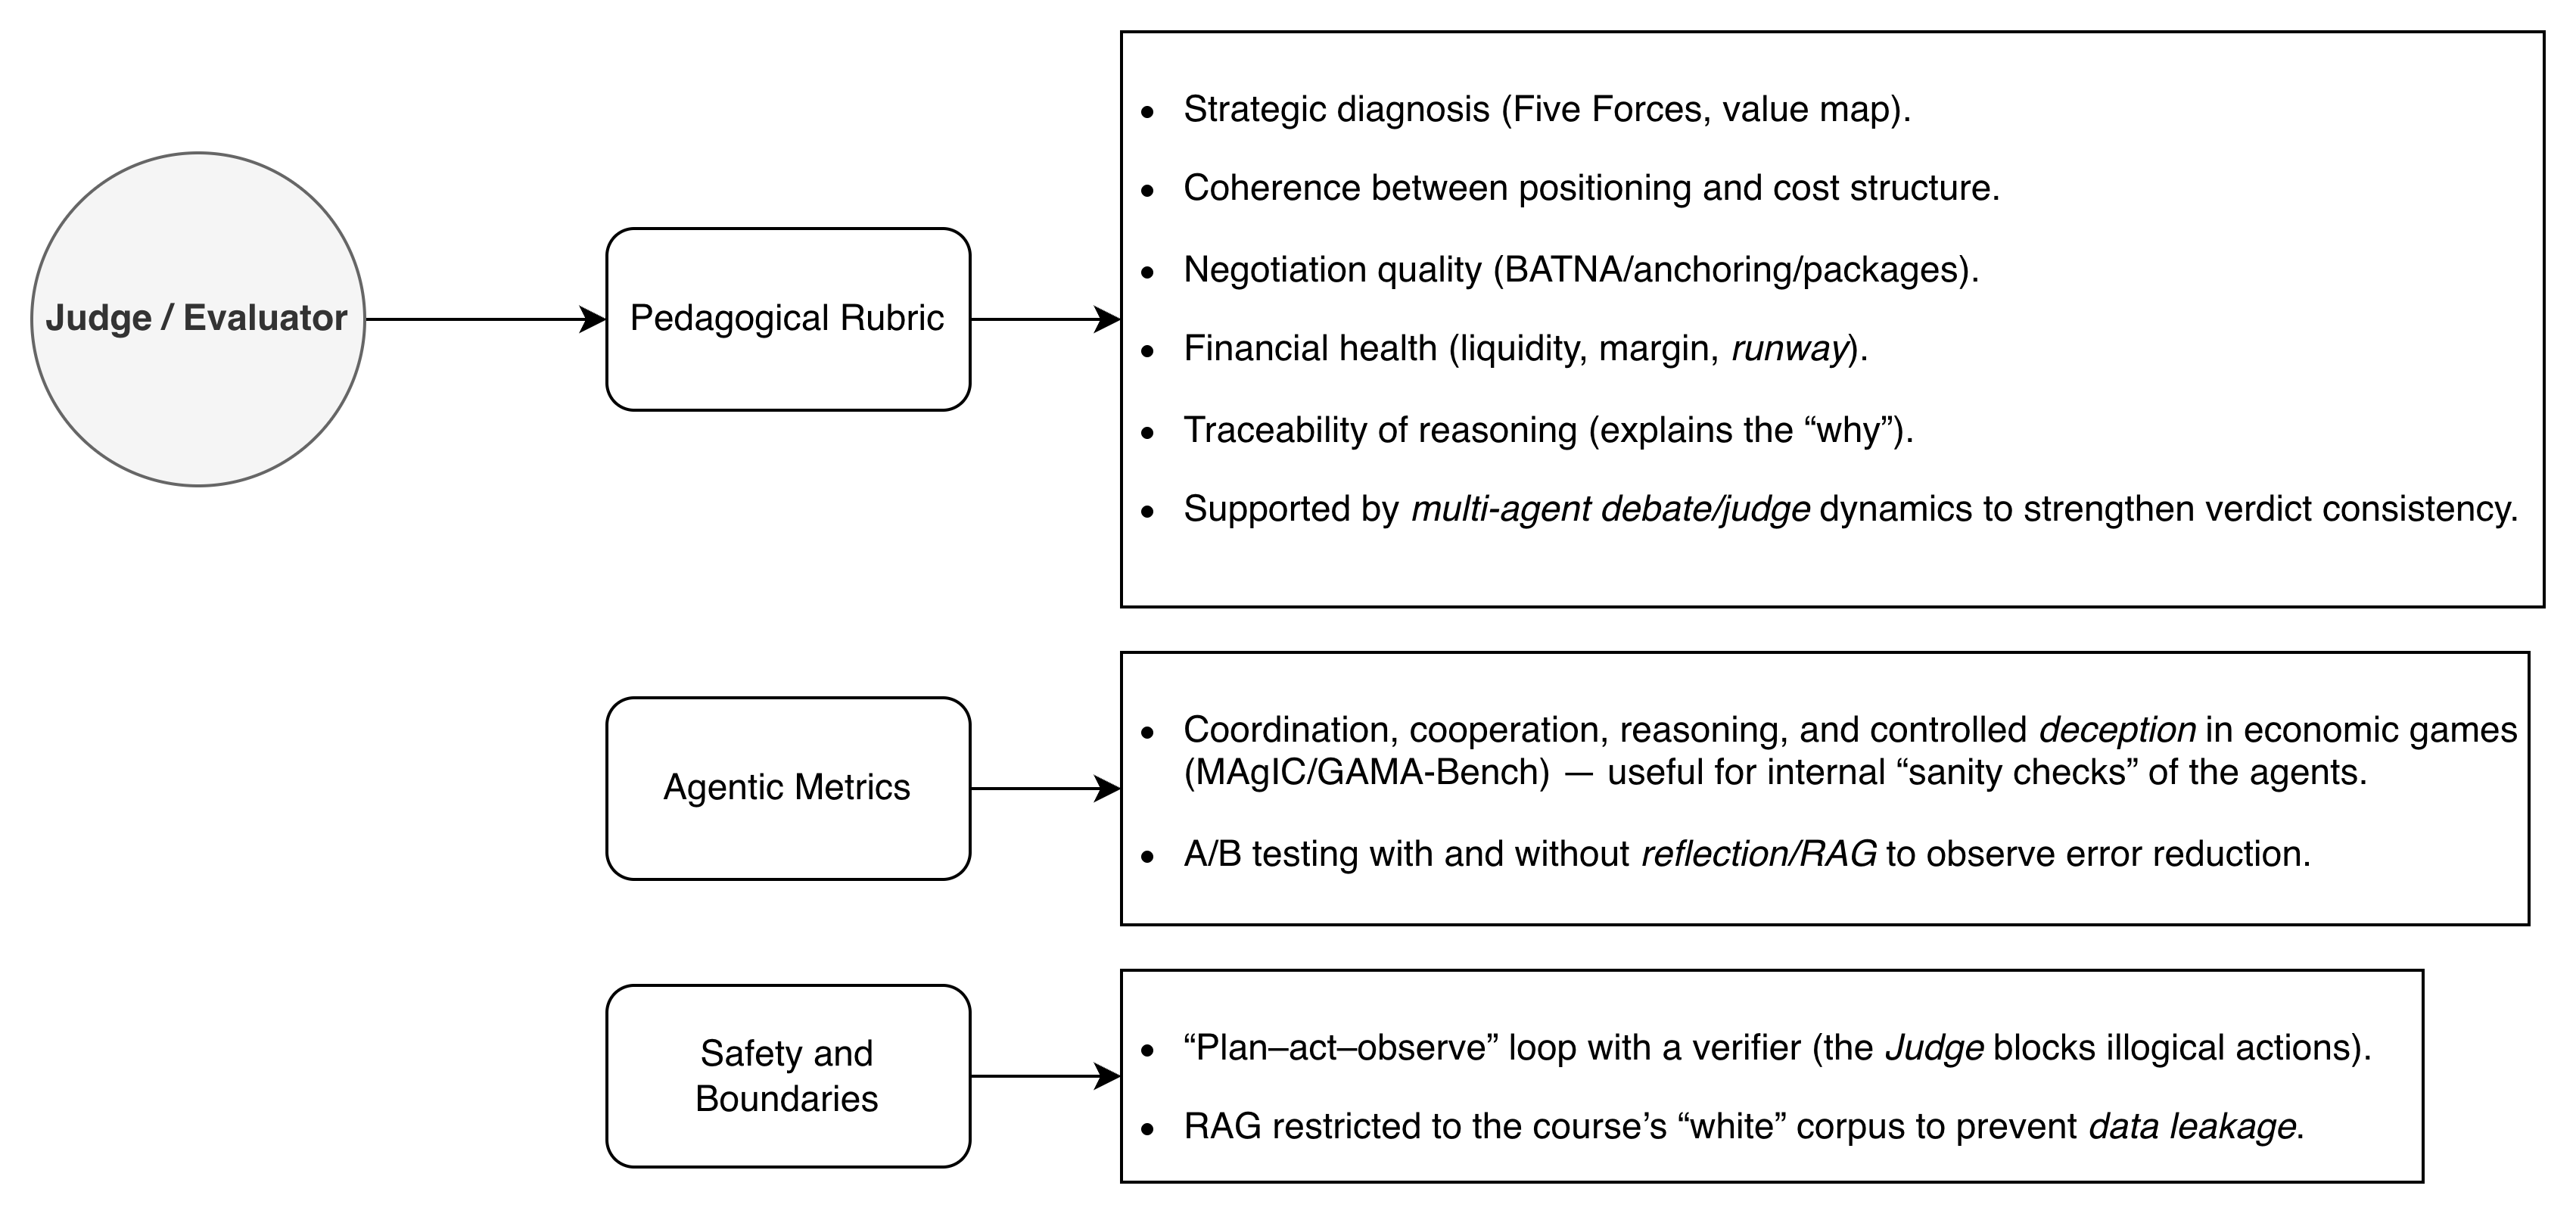 Judge / Evaluator
Pedagogical Rubric
• Strategic diagnosis (Five Forces, value map).
• Coherence between positioning and cost structure.
• Negotiation quality (BATNA/anchoring/packages).
• Financial health (liquidity, margin, runway).
• Traceability of reasoning (explains the “why”).
• Supported by multi-agent debate/judge dynamics to strengthen verdict consistency.
Agentic Metrics
• Coordination, cooperation, reasoning, and controlled deception in economic games
(MAgIC/GAMA-Bench) — useful for internal “sanity checks” of the agents.
• A/B testing with and without reflection/RAG to observe error reduction.
Safety and
Boundaries
• “Plan–act–observe” loop with a verifier (the Judge blocks illogical actions).
• RAG restricted to the course’s “white” corpus to prevent data leakage.